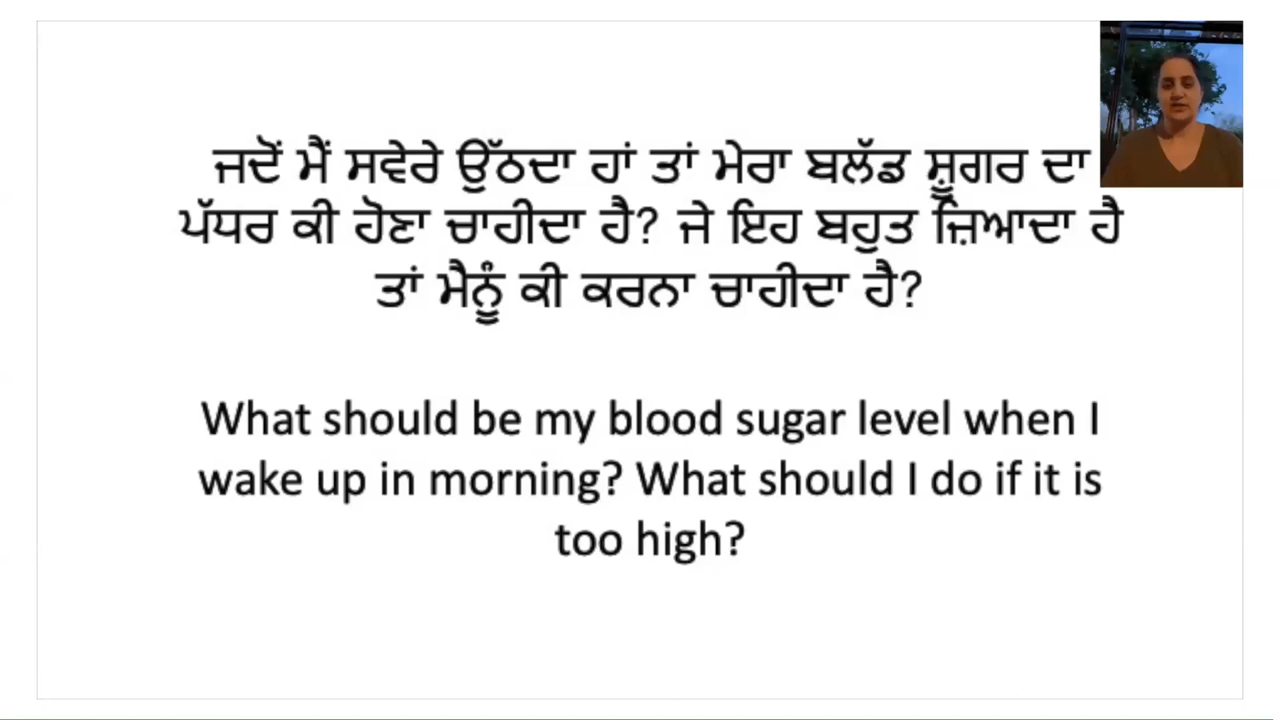 ਜਦੋਂ ਮੈਂ ਸਵੇਰੇ ਉੱਠਦਾ ਹਾਂ ਤਾਂ ਮੇਰਾ ਬਲੱਡ ਸ਼ੂਗਰ ਦਾ
ਪੱਧਰ ਕੀ ਹੋਣਾ ਚਾਹੀਦਾ ਹੈ? ਜੇ ਇਹ ਬਹੁਤ ਜ਼ਿਆਦਾ ਹੈ
ਤਾਂ ਮੈਨੂੰ ਕੀ ਕਰਨਾ ਚਾਹੀਦਾ ਹੈ?
What should be my blood sugar level when I
wake up in morning? What should I do if it is
too high?